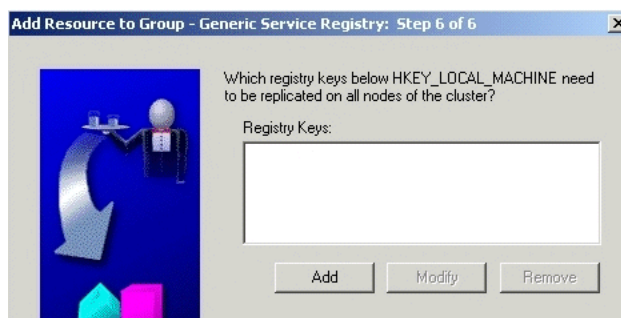 Add Resource to Group - Generic Service Registry: Step 6 of 6
Which registry keys below HKEY_LOCAL_MACHINE need
to be replicated on all nodes of the cluster?
Registry Keys:
Add Modify Remove